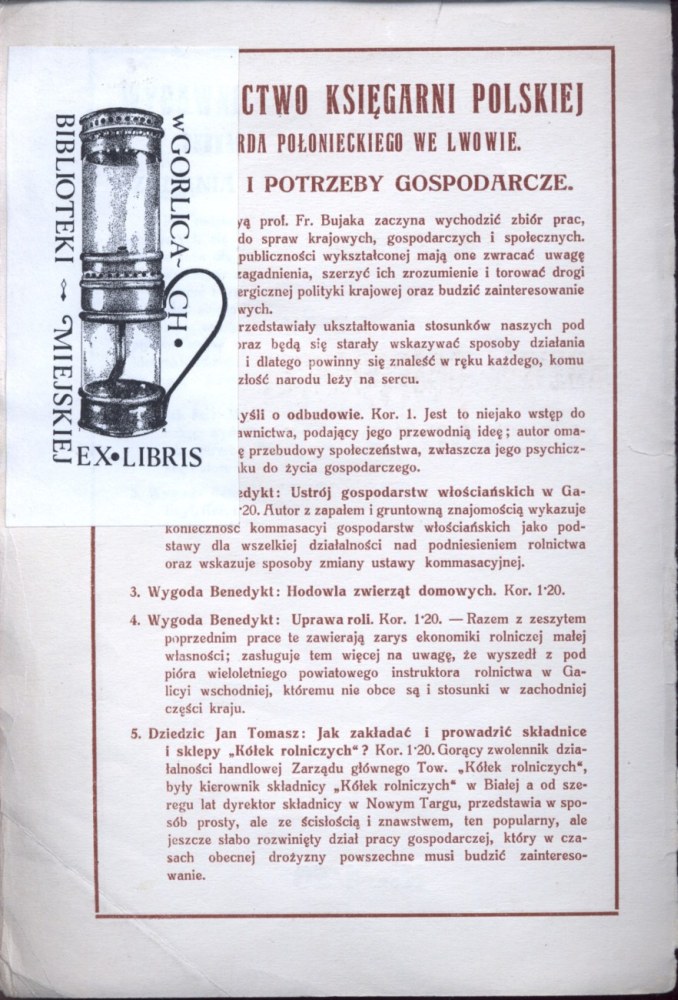 CTWO KSIĘGARNI POLSKIEJ
RDA POŁONIECKIEGO WE LWOWIE.
I POTRZEBY GOSPODARCZE.
yą prof. Fr. Bujaka zaczyna wychodzić zbiór prac,
do spraw krajowych, gospodarczych i społecznych.
publiczności wykształconej mają one zwracać uwagę
zagadnienia, szerzyć ich zrozumienie i torować drogi
ergicznej polityki krajowej oraz budzić zainteresowanie
wych.
rzedstawiały ukształtowania stosunków naszych pod
oraz będą się starały wskazywać sposoby działania
i dlatego powinny się znaleść w ręku każdego, komu
złość narodu leży na sercu.
yśli o odbudowie. Kor. 1. Jest to niejako wstęp do
awnictwa, podający jego przewodnią ideę; autor oma-
ę przebudowy społeczeństwa, zwłaszcza jego psychicz-
ku do życia gospodarczego.
edykt: Ustrój gospodarstw włościańskich w Ga-
·20. Autor z zapałem i gruntowną znajomością wykazuje
konieczność kommasacyi gospodarstw włościańskich jako pod-
stawy dla wszelkiej działalności nad podniesieniem rolnictwa
oraz wskazuje sposoby zmiany ustawy kommasacyjnej.
3. Wygoda Benedykt: Hodowla zwierząt domowych. Kor. 1·20.
4. Wygoda Benedykt: Uprawa roli. Kor. 1·20. — Razem z zeszytem
poprzednim prace te zawierają zarys ekonomiki rolniczej małej
własności; zasługuje tem więcej na uwagę, że wyszedł z pod
pióra wieloletniego powiatowego instruktora rolnictwa w Ga-
licyi wschodniej, któremu nie obce są i stosunki w zachodniej
części kraju.
5. Dziedzic Jan Tomasz: Jak zakładać i prowadzić składnice
i sklepy „Kółek rolniczych“? Kor. 1·20. Gorący zwolennik dzia-
łalności handlowej Zarządu głównego Tow. „Kółek rolniczych“,
były kierownik składnicy „Kółek rolniczych“ w Białej a od sze-
regu lat dyrektor składnicy w Nowym Targu, przedstawia w spo-
sób prosty, ale ze ścisłością i znawstwem, ten popularny, ale
jeszcze słabo rozwinięty dział pracy gospodarczej, który w cza-
sach obecnej drożyzny powszechne musi budzić zaintereso-
wanie.
BIBLIOTEKI MIEJSKIEJ
w GORLICA-CH •
EX•LIBRIS